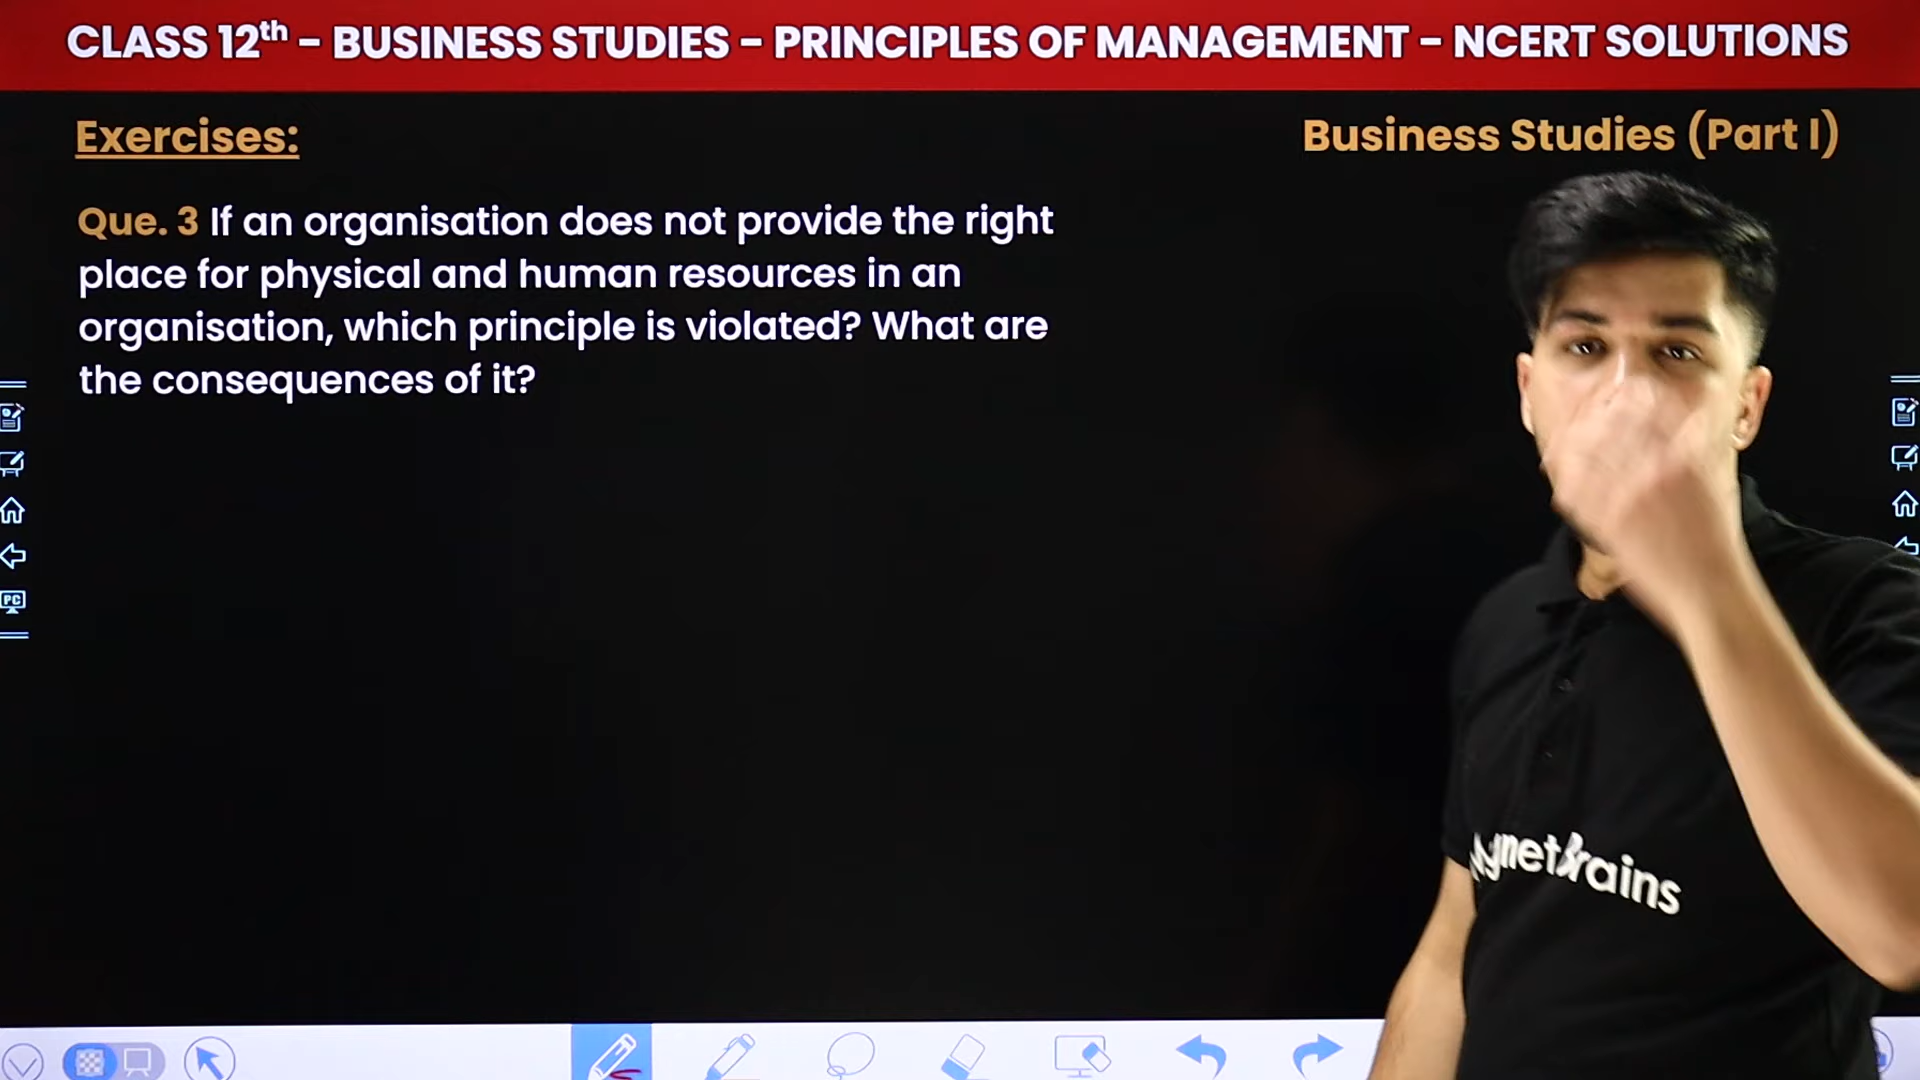 CLASS 12th – BUSINESS STUDIES – PRINCIPLES OF MANAGEMENT – NCERT SOLUTIONS
Exercises:
Business Studies (Part I)
Que. 3 If an organisation does not provide the right
place for physical and human resources in an
organisation, which principle is violated? What are
the consequences of it?
PC